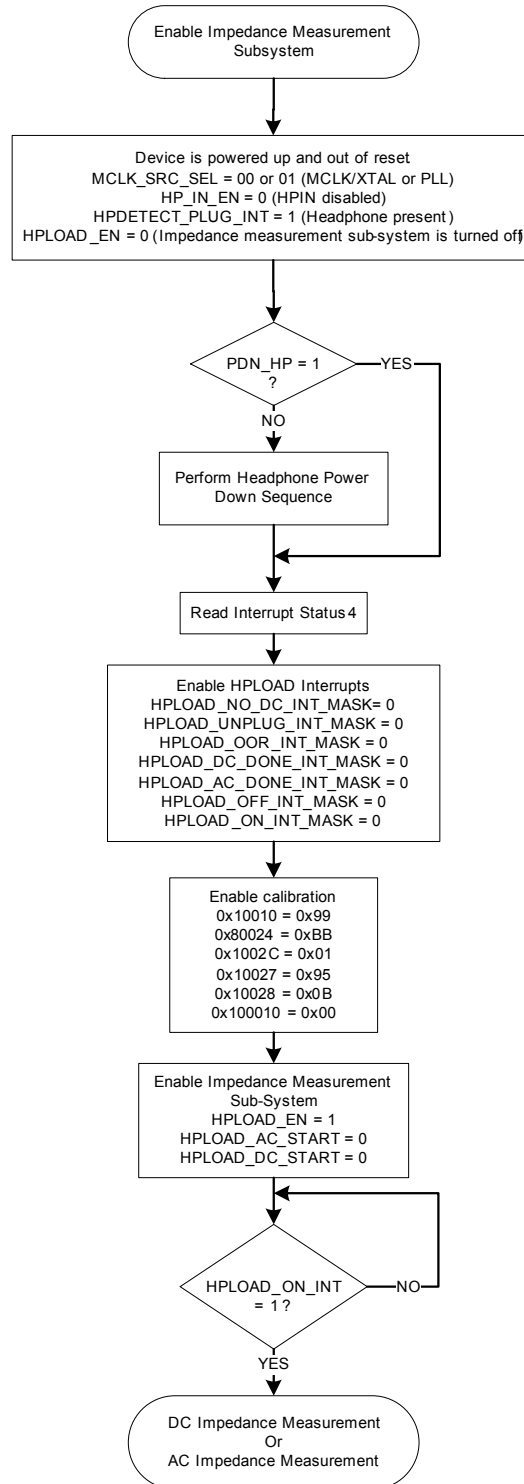 Enable Impedance Measurement
Subsystem
Device is powered up and out of reset
MCLK_SRC_SEL = 00 or 01 (MCLK/XTAL or PLL)
HP_IN_EN = 0 (HPIN disabled)
HPDETECT_PLUG_INT = 1 (Headphone present)
HPLOAD_EN = 0 (Impedance measurement sub-system is turned off)
PDN_HP = 1
?
YES
NO
Perform Headphone Power
Down Sequence
Read Interrupt Status 4
Enable HPLOAD Interrupts
HPLOAD_NO_DC_INT_MASK= 0
HPLOAD_UNPLUG_INT_MASK = 0
HPLOAD_OOR_INT_MASK = 0
HPLOAD_DC_DONE_INT_MASK = 0
HPLOAD_AC_DONE_INT_MASK = 0
HPLOAD_OFF_INT_MASK = 0
HPLOAD_ON_INT_MASK = 0
Enable calibration
0x10010 = 0x99
0x80024 = 0xBB
0x1002C = 0x01
0x10027 = 0x95
0x10028 = 0x0B
0x100010 = 0x00
Enable Impedance Measurement
Sub-System
HPLOAD_EN = 1
HPLOAD_AC_START = 0
HPLOAD_DC_START = 0
HPLOAD_ON_INT
= 1 ?
NO
YES
DC Impedance Measurement
Or
AC Impedance Measurement